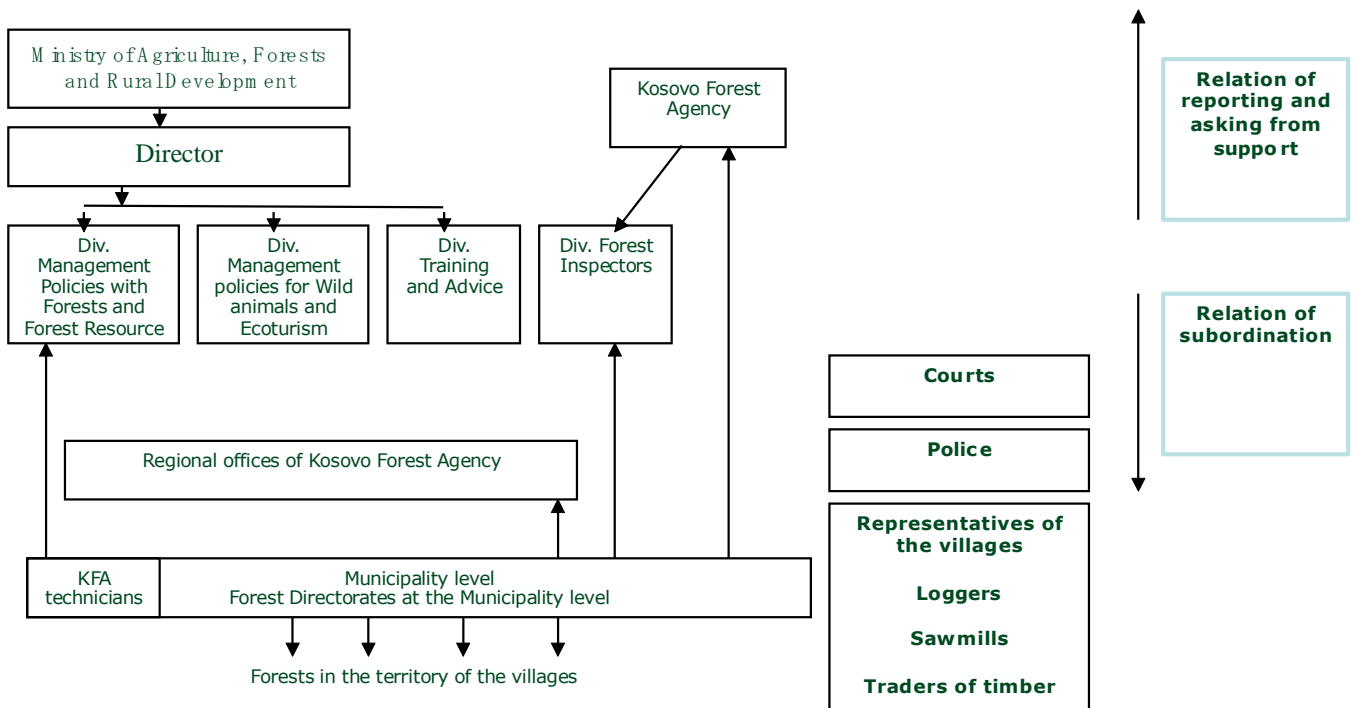 Ministry of Agriculture, Forests
and Rural Development
Director
Kosovo Forest
Agency
Div.
Management
Policies with
Forests and
Forest Resource
Div.
Management
policies for Wild
animals and
Ecoturism
Div.
Training
and Advice
Div. Forest
Inspectors
Regional offices of Kosovo Forest Agency
KFA
technicians
Municipality level
Forest Directorates at the Municipality level
Forests in the territory of the villages
Courts
Police
Representatives of
the villages
Loggers
Sawmills
Traders of timber
Relation of
reporting and
asking from
support
Relation of
subordination